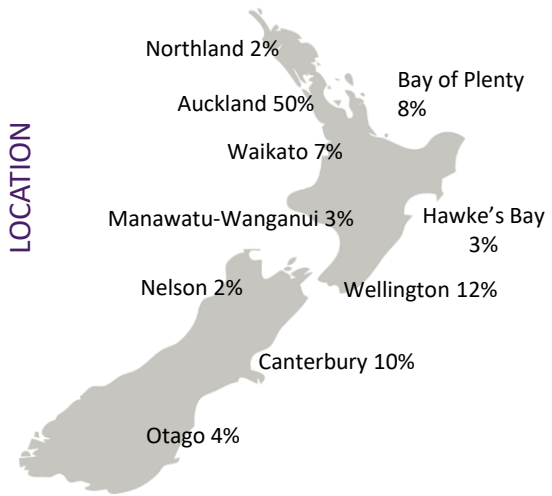 LOCATION
Northland 2%
Bay of Plenty
8%
Auckland 50%
Waikato 7%
Manawatu-Wanganui 3%
Hawke's Bay
3%
Nelson 2%
Wellington 12%
Canterbury 10%
Otago 4%